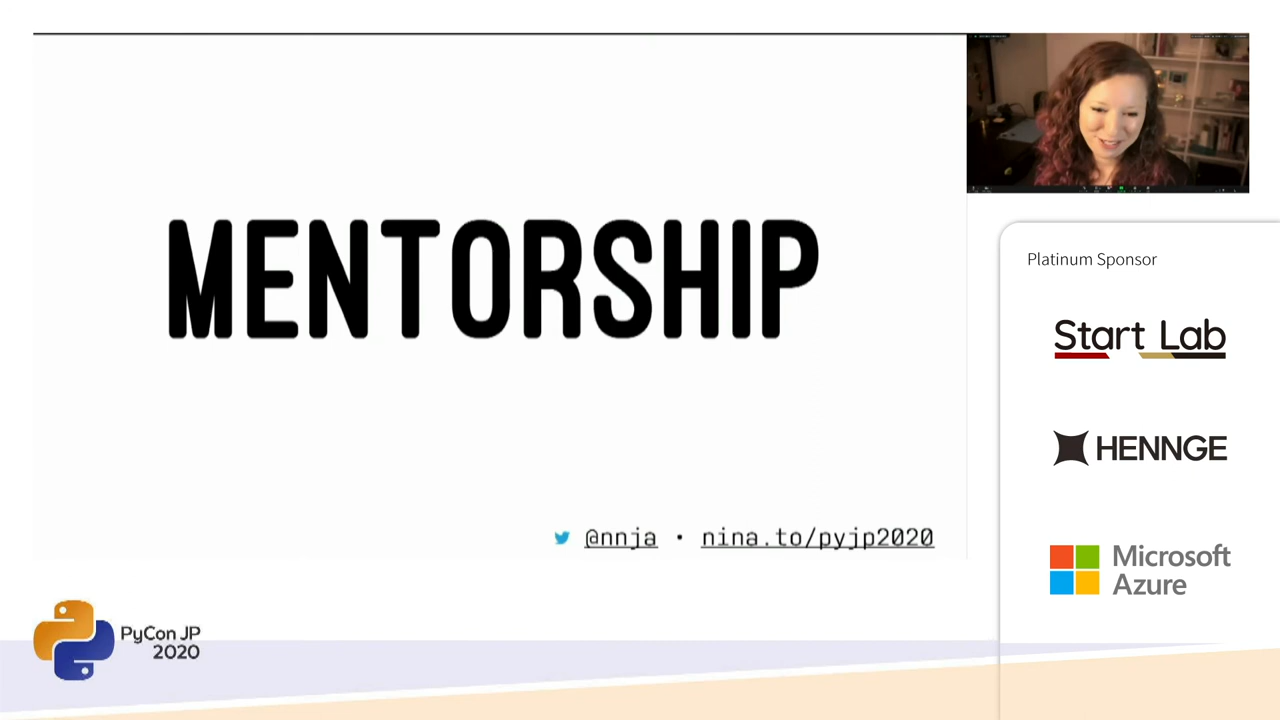 MENTORSHIP
@nnja • nina.to/pyjp2020
Platinum Sponsor
Start Lab
HENNGE
Microsoft
Azure
PyCon JP
2020